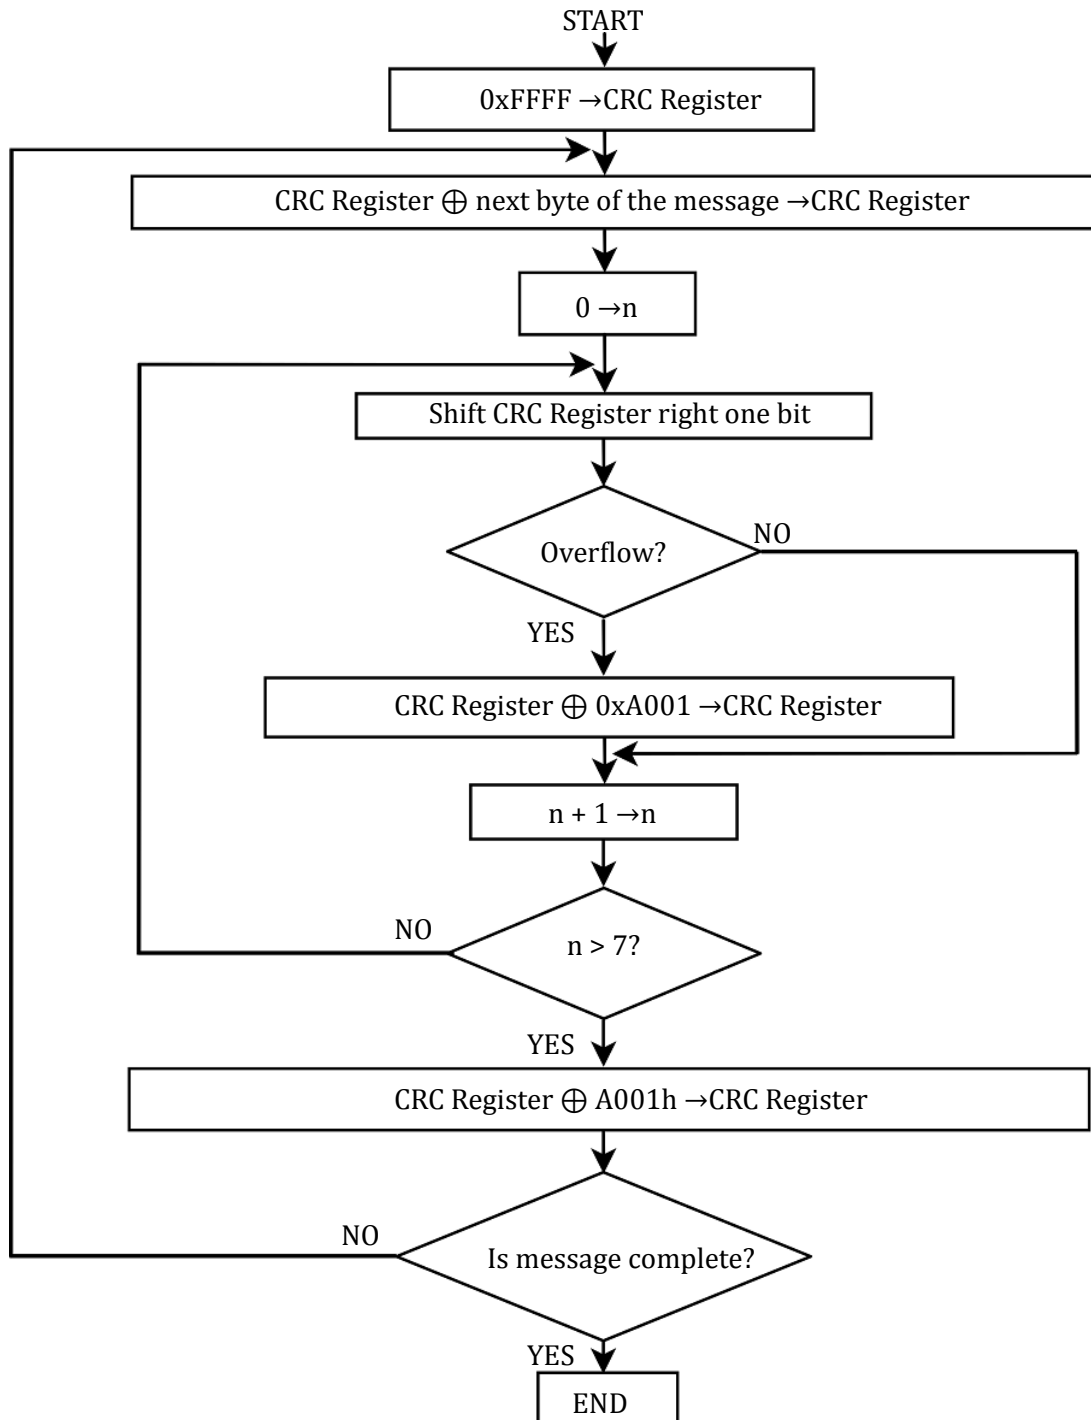 START
0xFFFF →CRC Register
CRC Register ⊕ next byte of the message →CRC Register
0 →n
Shift CRC Register right one bit
Overflow?
NO
YES
CRC Register ⊕ 0xA001 →CRC Register
n + 1 →n
n > 7?
NO
YES
CRC Register ⊕ A001h →CRC Register
Is message complete?
NO
YES
END